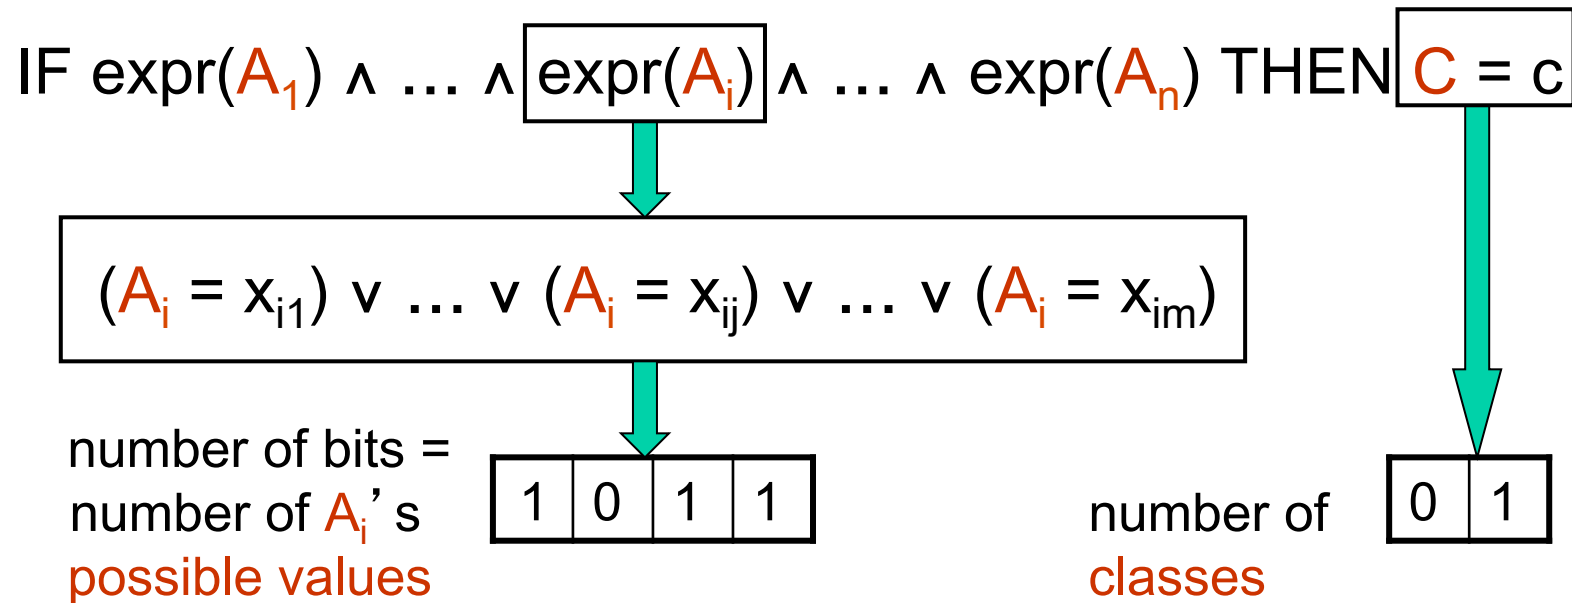 IF expr(A₁) ∧ ... ∧ expr(Aᵢ) ∧ ... ∧ expr(Aₙ) THEN C = c
(Aᵢ = xᵢ₁) ∨ ... ∨ (Aᵢ = xᵢⱼ) ∨ ... ∨ (Aᵢ = xᵢₘ)
number of bits =
number of Aᵢ’s
possible values
1 0 1 1
number of
classes
0 1